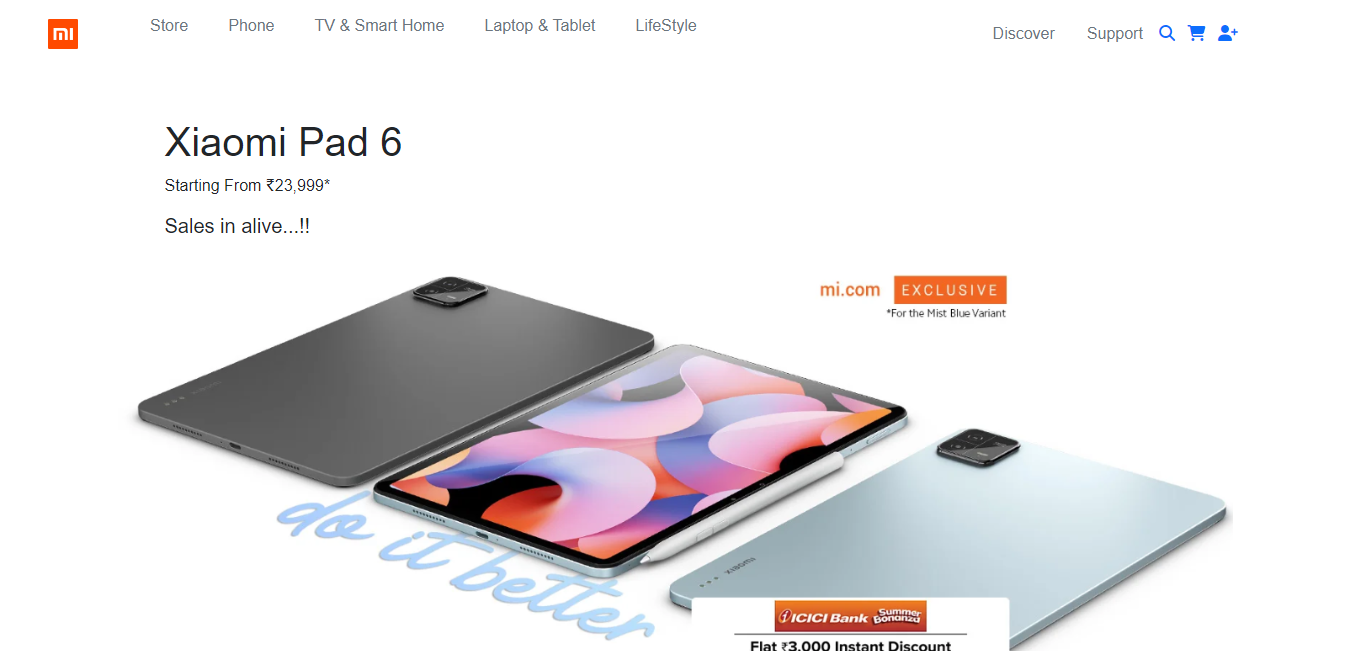 mi
Store Phone TV & Smart Home Laptop & Tablet LifeStyle
Discover Support
Xiaomi Pad 6
Starting From ₹23,999*
Sales in alive...!!
mi.com EXCLUSIVE
*For the Mist Blue Variant
do it better
xiaomi
ICICI Bank Summer Bonanza
Flat ₹3,000 Instant Discount